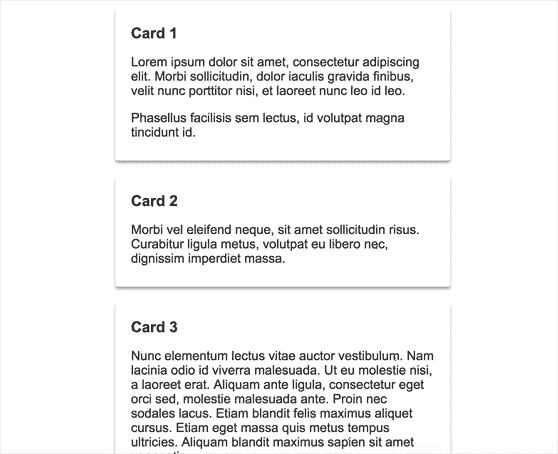 Card 1
Lorem ipsum dolor sit amet, consectetur adipiscing
elit. Morbi sollicitudin, dolor iaculis gravida finibus,
velit nunc porttitor nisi, et laoreet nunc leo id leo.
Phasellus facilisis sem lectus, id volutpat magna
tincidunt id.
Card 2
Morbi vel eleifend neque, sit amet sollicitudin risus.
Curabitur ligula metus, volutpat eu libero nec,
dignissim imperdiet massa.
Card 3
Nunc elementum lectus vitae auctor vestibulum. Nam
lacinia odio id viverra malesuada. Ut eu molestie nisi,
a laoreet erat. Aliquam ante ligula, consectetur eget
orci sed, molestie malesuada ante. Proin nec
sodales lacus. Etiam blandit felis maximus aliquet
cursus. Etiam eget massa quis metus tempus
ultricies. Aliquam blandit maximus sapien sit amet